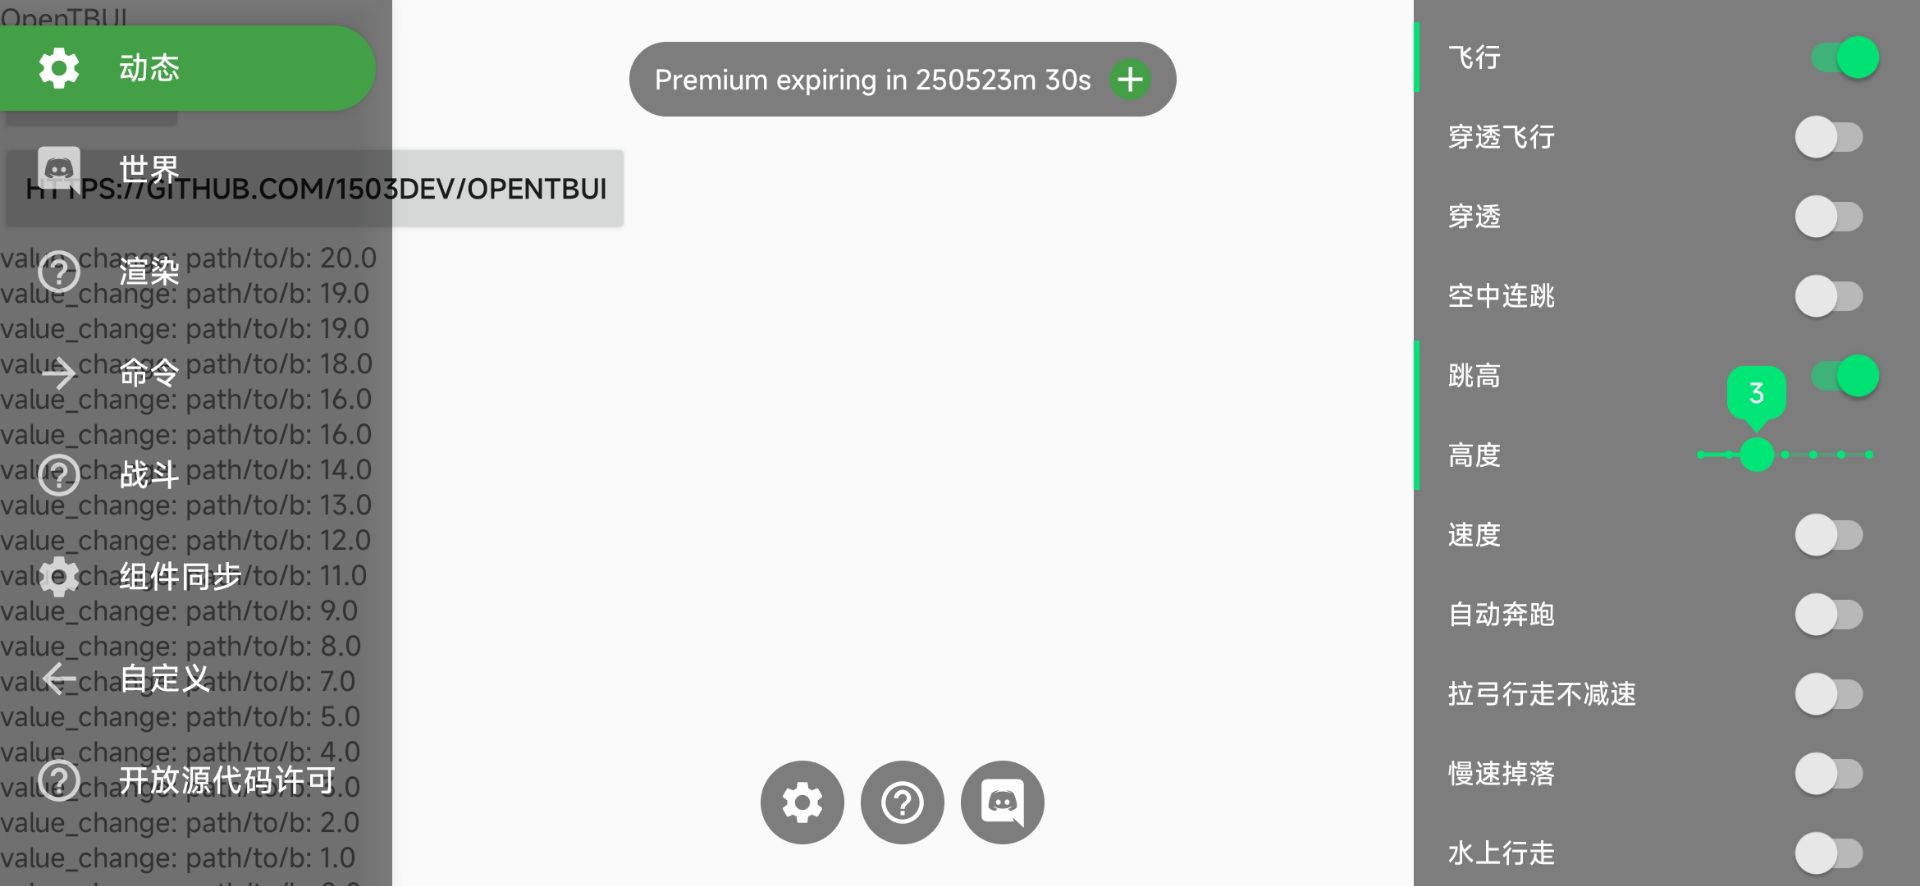 OpenTBUI
动态
世界
HTTPS://GITHUB.COM/1503DEV/OPENTBUI
value_change: path/to/b: 20.0
渲染
value_change: path/to/b: 19.0
value_change: path/to/b: 19.0
value_change: path/to/b: 18.0
命令
value_change: path/to/b: 16.0
value_change: path/to/b: 16.0
value_change: path/to/b: 14.0
战斗
value_change: path/to/b: 13.0
value_change: path/to/b: 12.0
value_change: path/to/b: 11.0
组件同步
value_change: path/to/b: 9.0
value_change: path/to/b: 8.0
value_change: path/to/b: 7.0
自定义
value_change: path/to/b: 5.0
value_change: path/to/b: 4.0
value_change: path/to/b: 3.0
开放源代码许可
value_change: path/to/b: 2.0
value_change: path/to/b: 1.0
Premium expiring in 250523m 30s
飞行
穿透飞行
穿透
空中连跳
跳高
3
高度
速度
自动奔跑
拉弓行走不减速
慢速掉落
水上行走